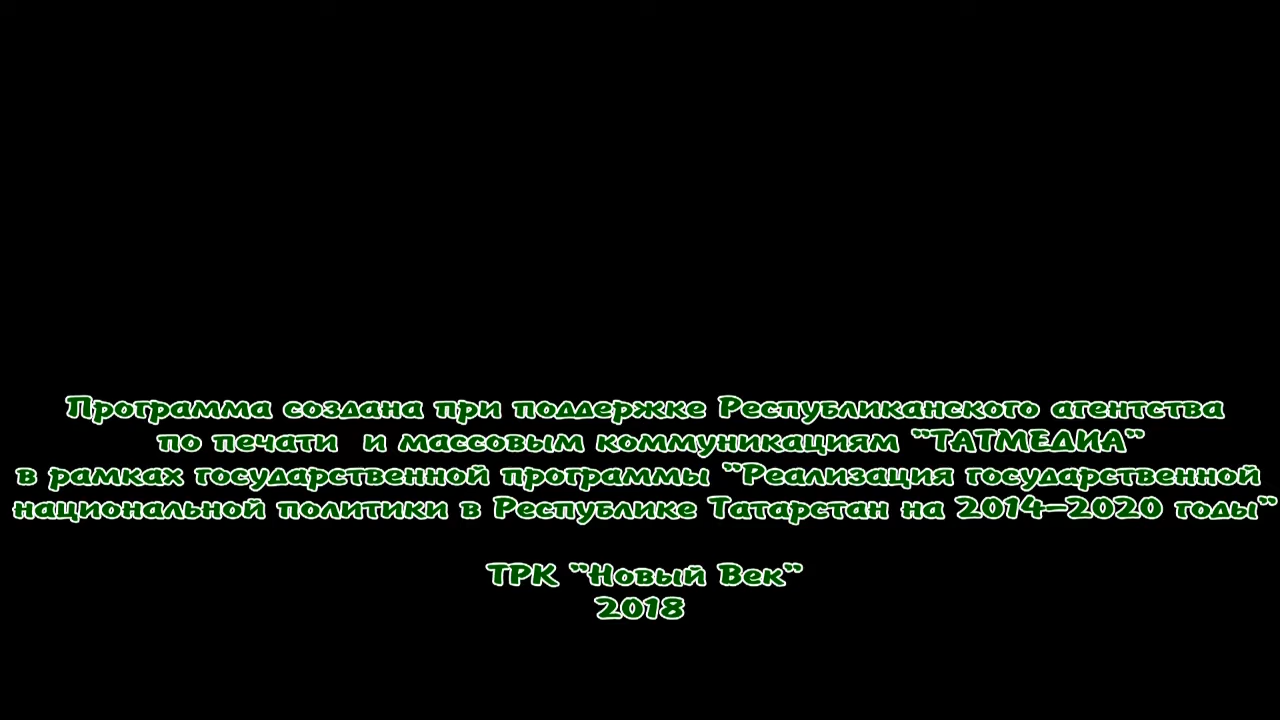 Программа создана при поддержке Республиканского агентства
по печати и массовым коммуникациям "ТАТМЕДИА"
в рамках государственной программы "Реализация государственной
национальной политики в Республике Татарстан на 2014-2020 годы"
ТРК "Новый Век"
2018